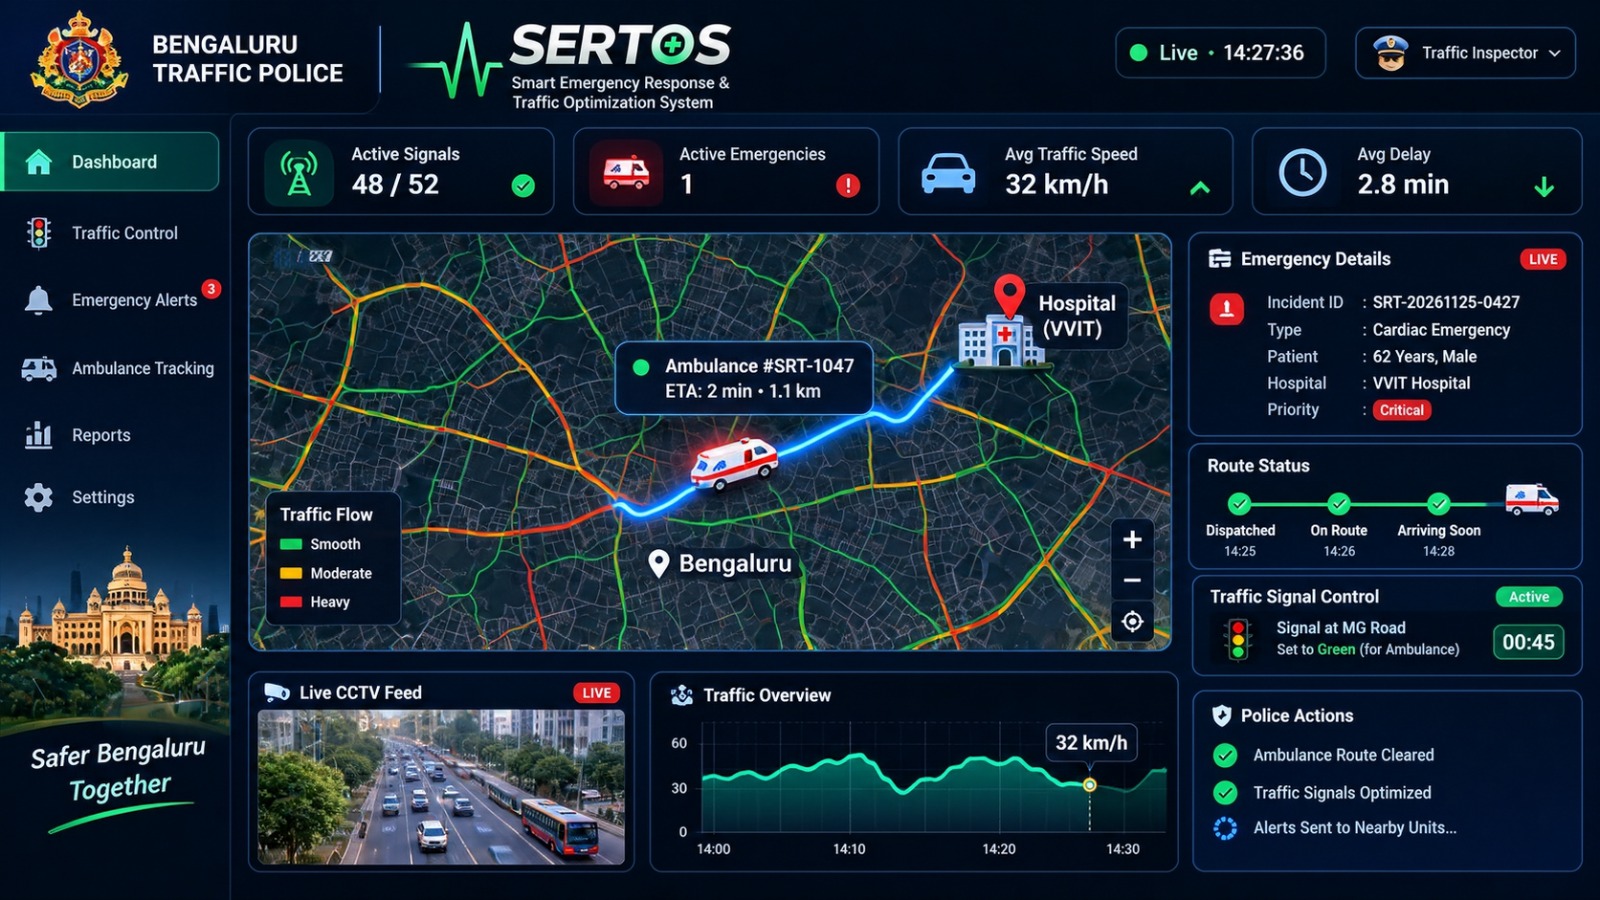 BENGALURU
TRAFFIC POLICE
SERTOS
Smart Emergency Response &
Traffic Optimization System
Live • 14:27:36
Traffic Inspector
Dashboard
Traffic Control
Emergency Alerts
3
Ambulance Tracking
Reports
Settings
Safer Bengaluru
Together
Active Signals
48 / 52
Active Emergencies
1
Avg Traffic Speed
32 km/h
Avg Delay
2.8 min
Hospital
(VVIT)
Ambulance #SRT-1047
ETA: 2 min • 1.1 km
Bengaluru
Traffic Flow
Smooth
Moderate
Heavy
+
−
Emergency Details
LIVE
Incident ID : SRT-20261125-0427
Type : Cardiac Emergency
Patient : 62 Years, Male
Hospital : VVIT Hospital
Priority : Critical
Route Status
Dispatched On Route Arriving Soon
14:25 14:26 14:28
Traffic Signal Control
Active
Signal at MG Road
Set to Green (for Ambulance)
00:45
Live CCTV Feed
LIVE
Traffic Overview
32 km/h
60
30
0
14:00 14:10 14:20 14:30
Police Actions
Ambulance Route Cleared
Traffic Signals Optimized
Alerts Sent to Nearby Units...